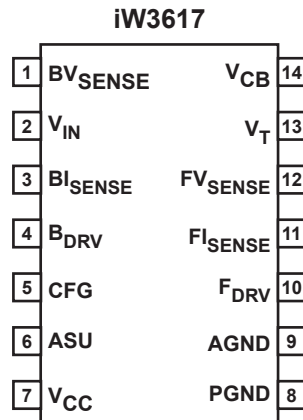 iW3617
1 BVSENSE VCB 14
2 VIN VT 13
3 BISENSE FVSENSE 12
4 BDRV FISENSE 11
5 CFG FDRV 10
6 ASU AGND 9
7 VCC PGND 8